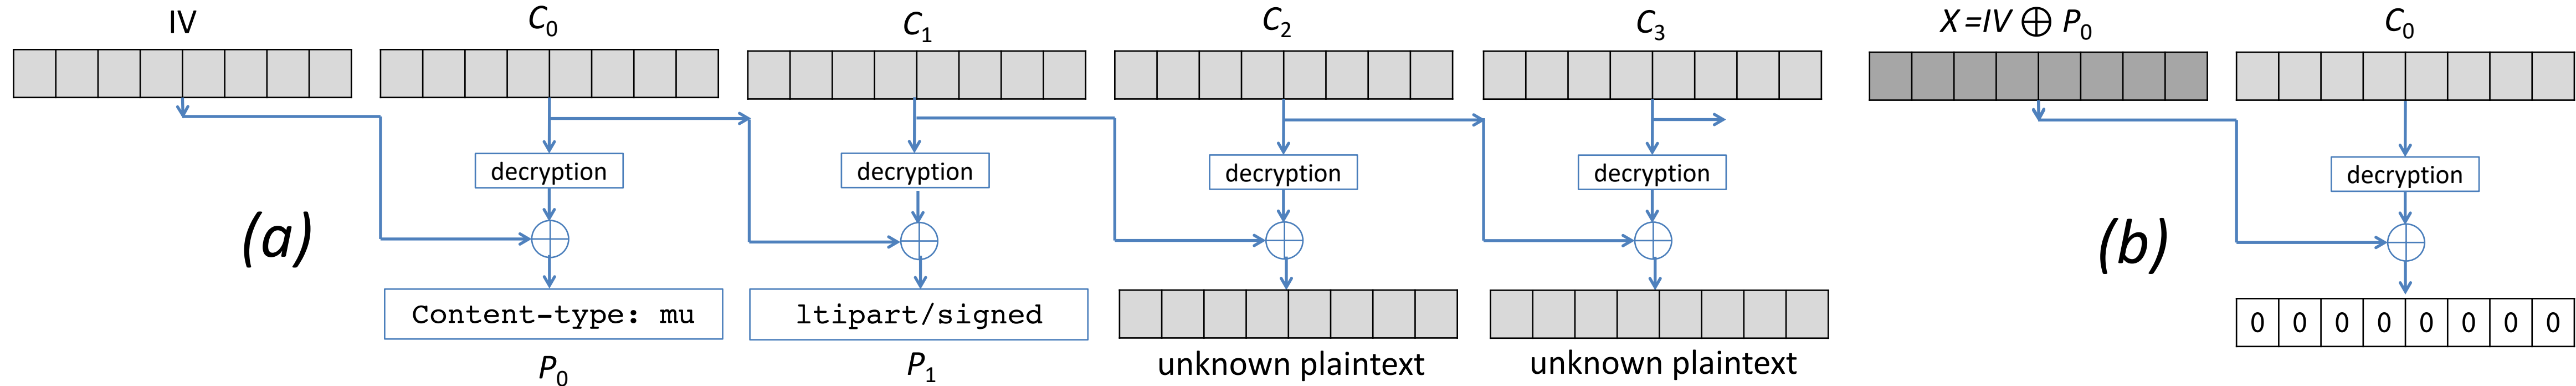 IV
C0
C1
C2
C3
X=IV ⊕ P0
C0
decryption
decryption
decryption
decryption
decryption
(a)
(b)
Content-type: mu
ltipart/signed
0 0 0 0 0 0 0 0
P0
P1
unknown plaintext
unknown plaintext